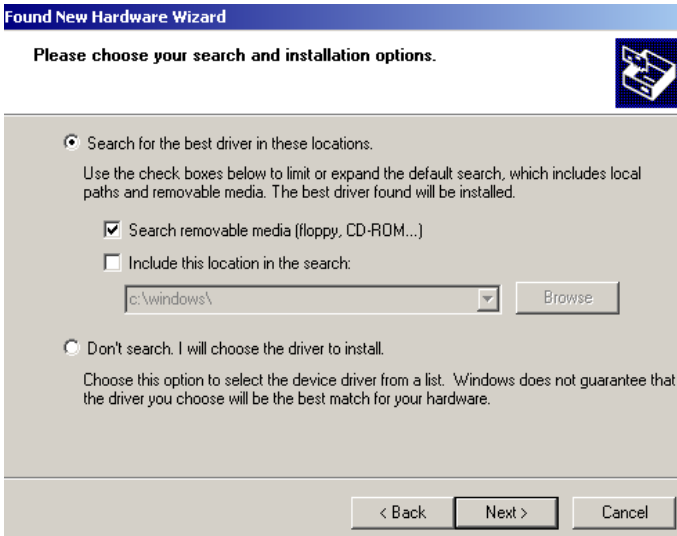 Found New Hardware Wizard
Please choose your search and installation options.
Search for the best driver in these locations.
Use the check boxes below to limit or expand the default search, which includes local
paths and removable media. The best driver found will be installed.
Search removable media (floppy, CD-ROM...)
Include this location in the search:
c:\windows\
Browse
Don't search. I will choose the driver to install.
Choose this option to select the device driver from a list. Windows does not guarantee that
the driver you choose will be the best match for your hardware.
< Back Next > Cancel